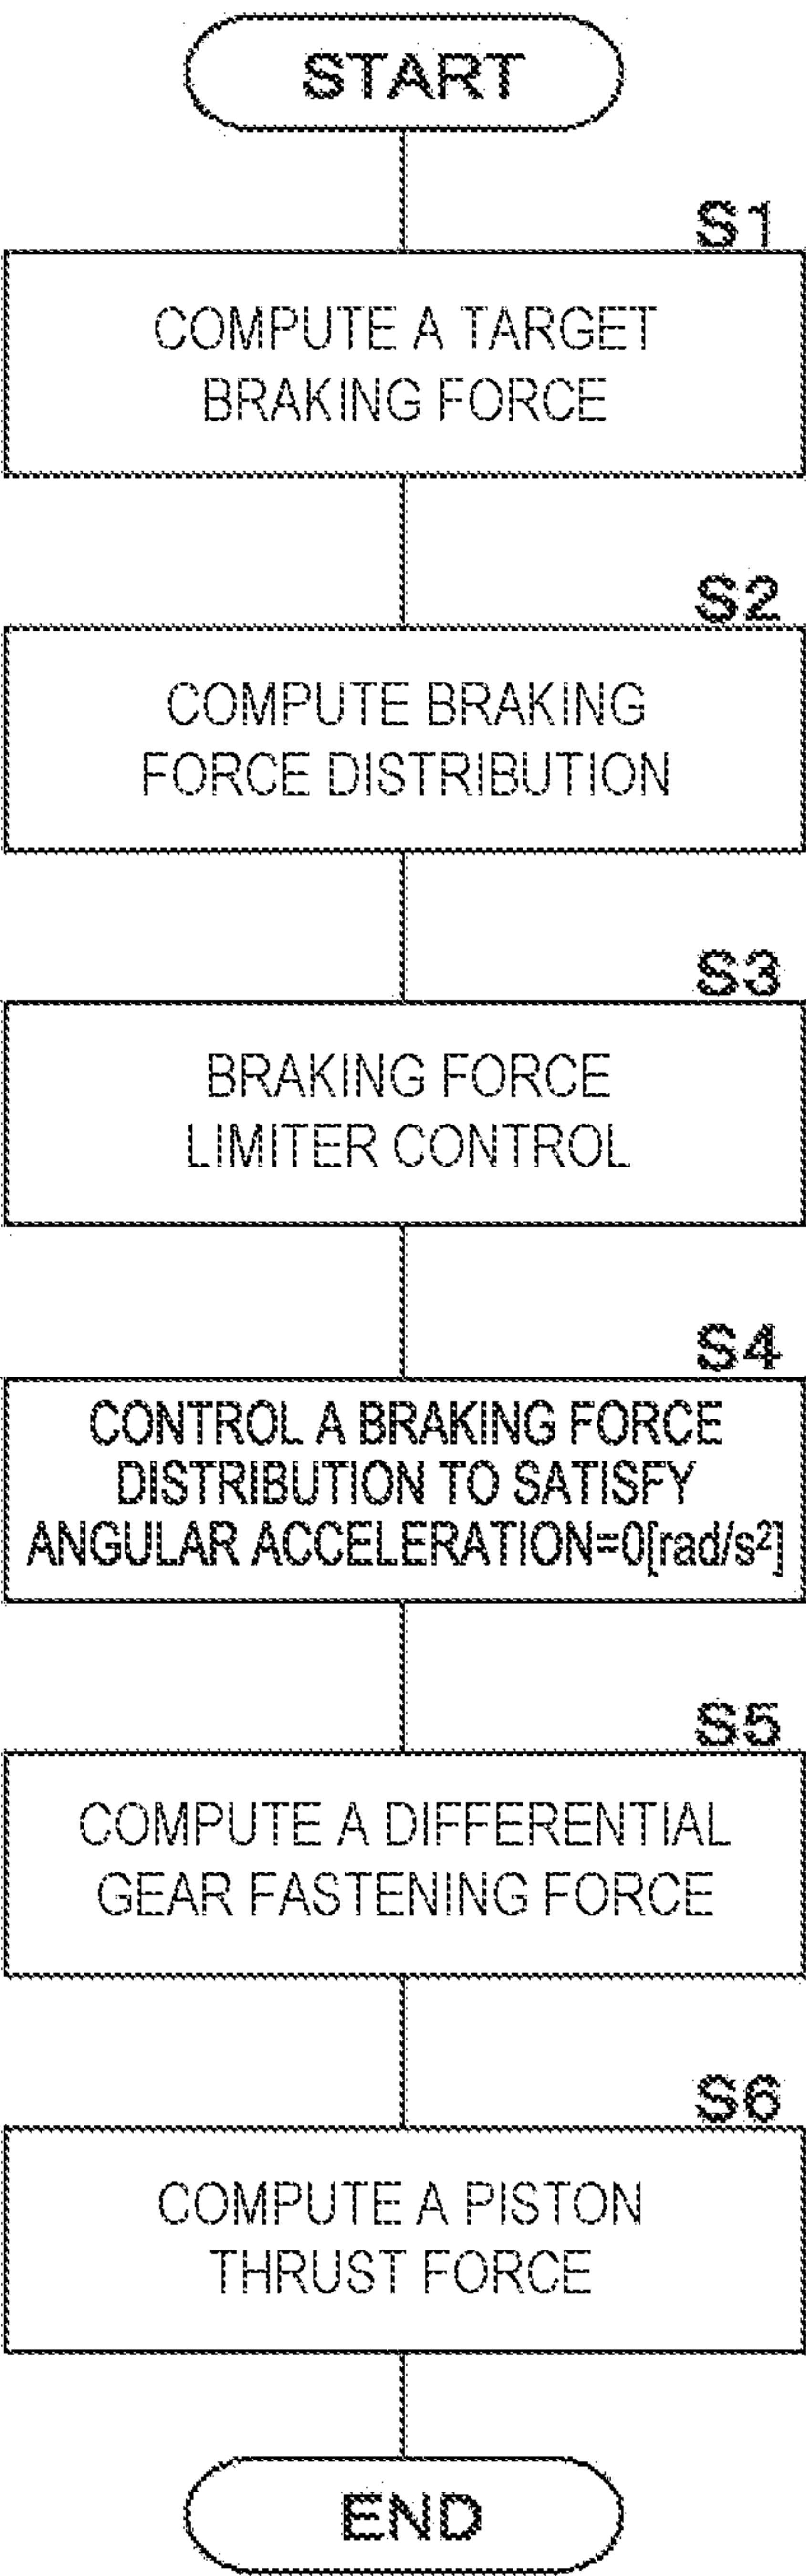 START
S1
COMPUTE A TARGET
BRAKING FORCE
S2
COMPUTE BRAKING
FORCE DISTRIBUTION
S3
BRAKING FORCE
LIMITER CONTROL
S4
CONTROL A BRAKING FORCE
DISTRIBUTION TO SATISFY
ANGULAR ACCELERATION=0[rad/s²]
S5
COMPUTE A DIFFERENTIAL
GEAR FASTENING FORCE
S6
COMPUTE A PISTON
THRUST FORCE
END